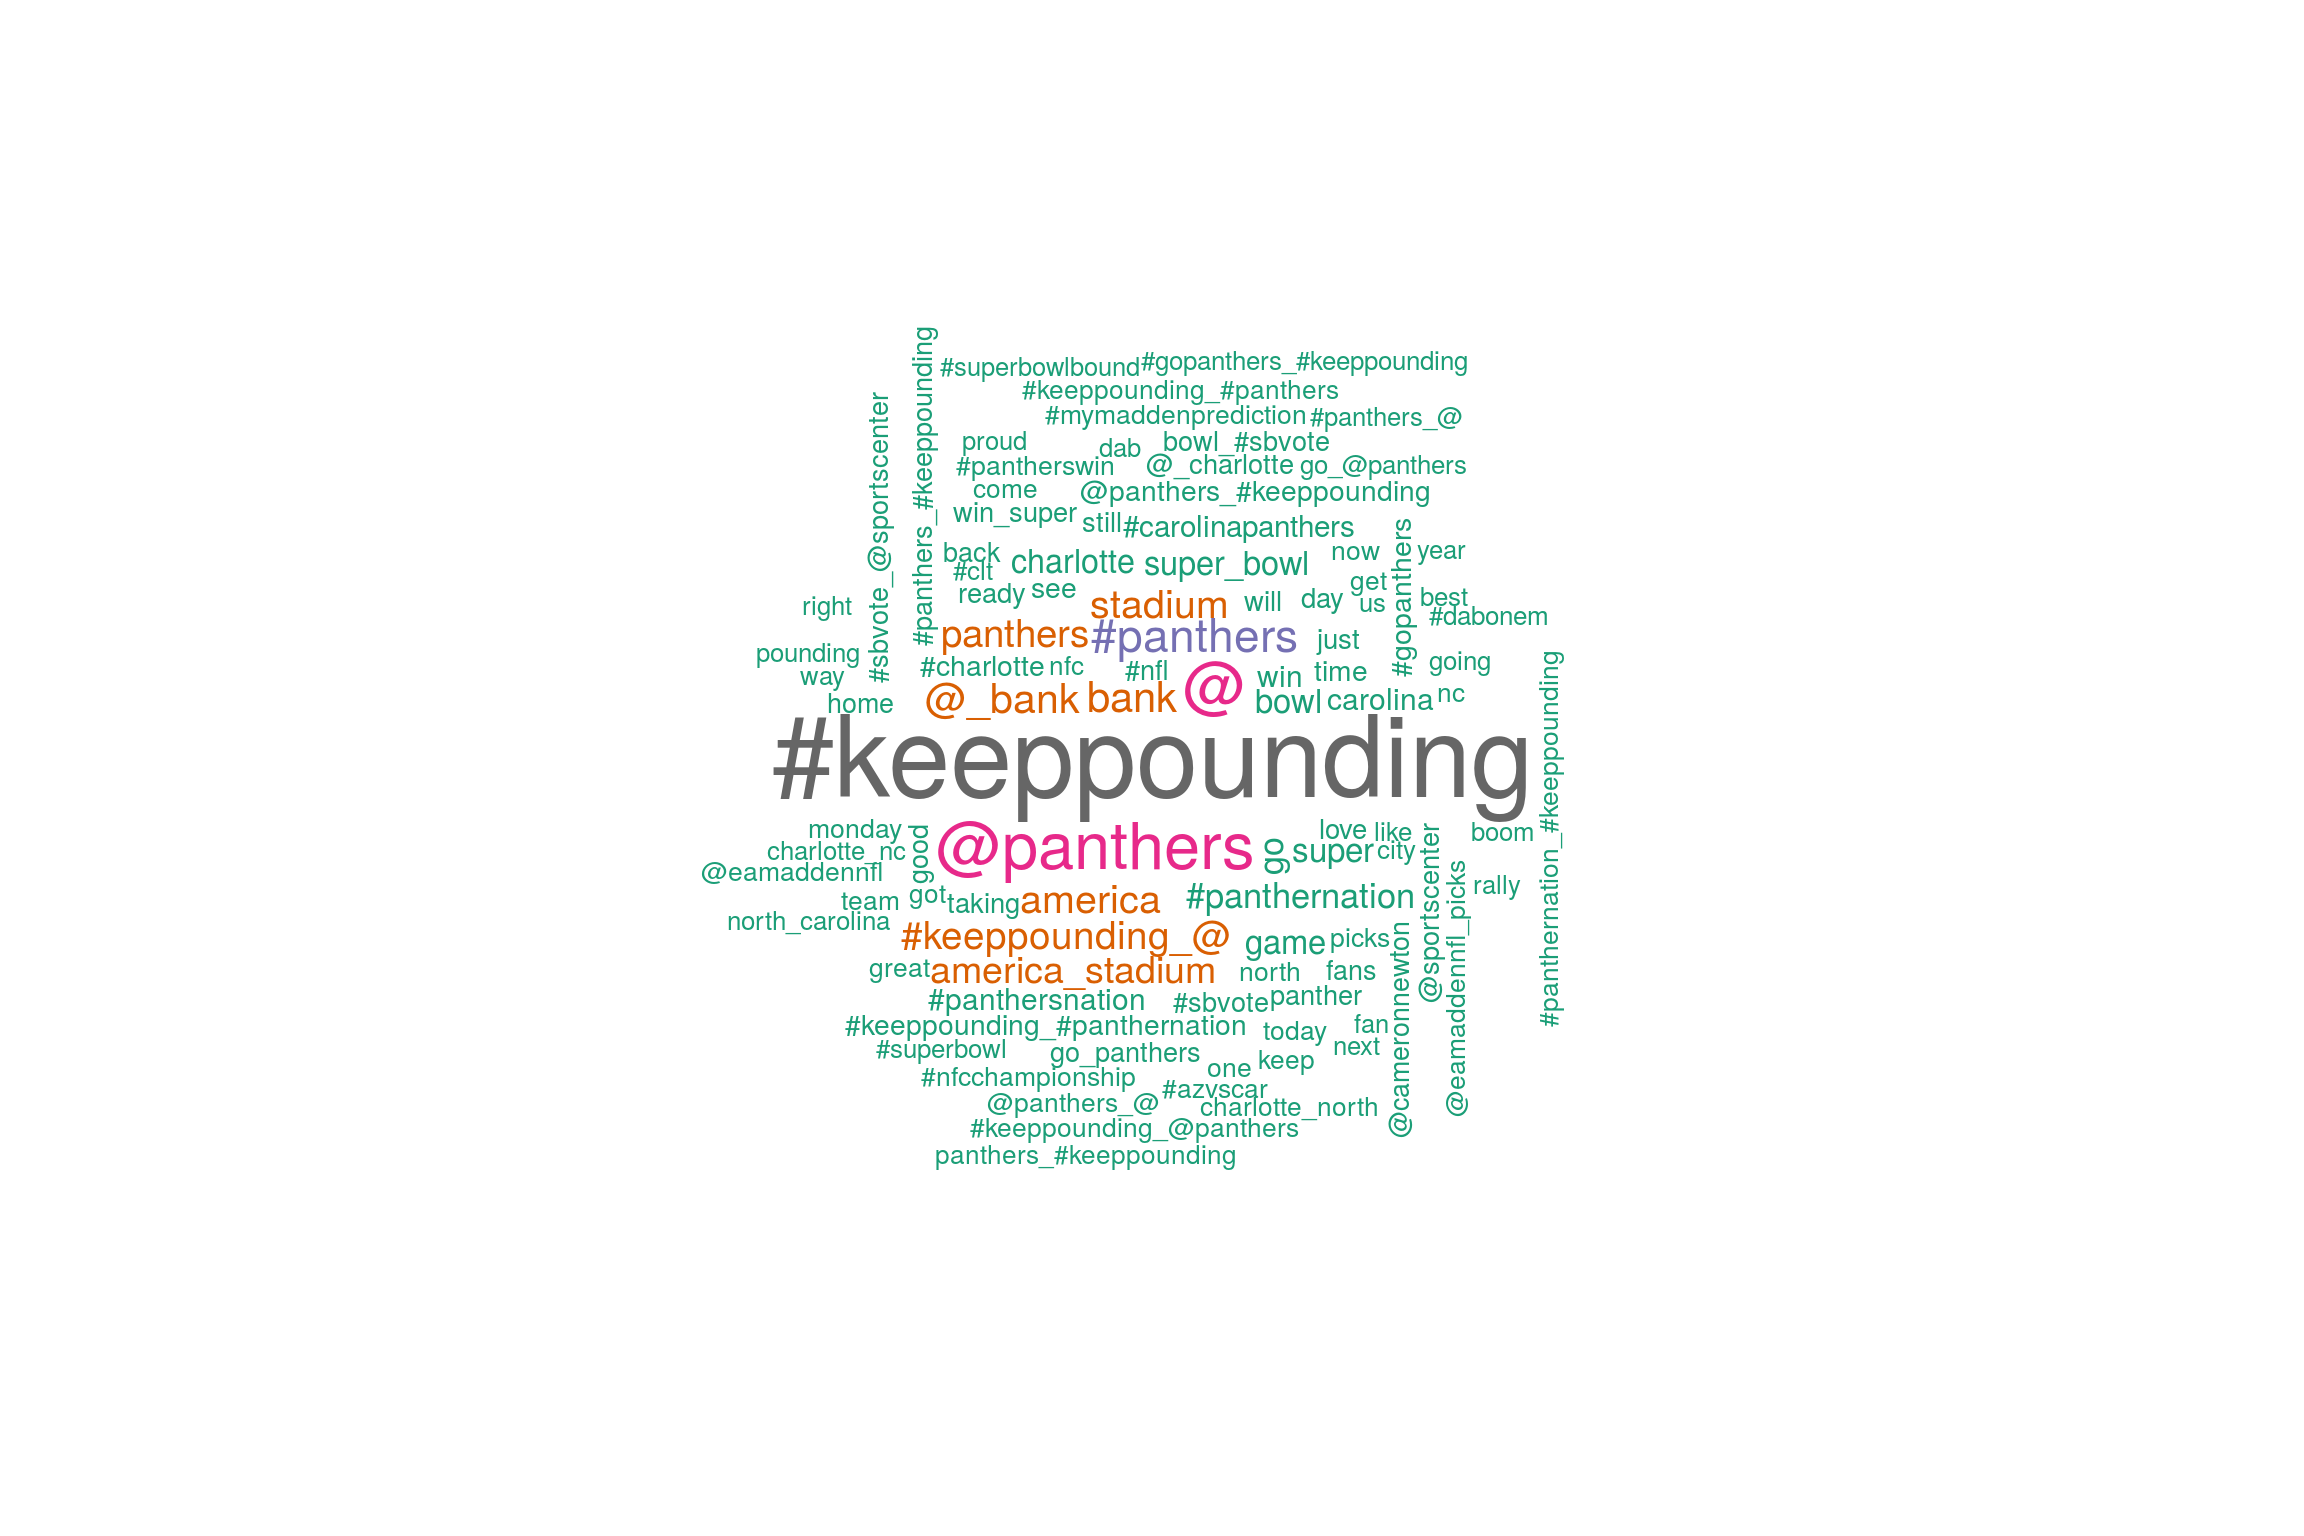 #superbowlbound #gopanthers_#keeppounding
#keeppounding_#panthers
#mymaddenprediction #panthers_@
proud dab bowl_#sbvote
#pantherswin @_charlotte go_@panthers
come @panthers_#keeppounding
win_super still #carolinapanthers
back charlotte super_bowl now year
#clt ready see get
right stadium will day us best
#dabonem
panthers #panthers just
pounding #charlotte nfc #nfl win time going
way
home @_bank bank @ bowl carolina nc
#sbvote_@sportscenter
#panthers_#keeppounding
#gopanthers
#keeppounding
#panthernation_#keeppounding
monday good @panthers go love like boom
charlotte_nc super city
@eamaddennfl
team got taking america #panthernation rally
north_carolina #keeppounding_@ game picks
great america_stadium north fans
#panthersnation #sbvote panther
#keeppounding_#panthernation today fan
#superbowl go_panthers one keep next
#nfcchampionship #azvscar
@panthers_@ charlotte_north
#keeppounding_@panthers
panthers_#keeppounding
@cameronnewton
@sportscenter
@eamaddennfl_picks